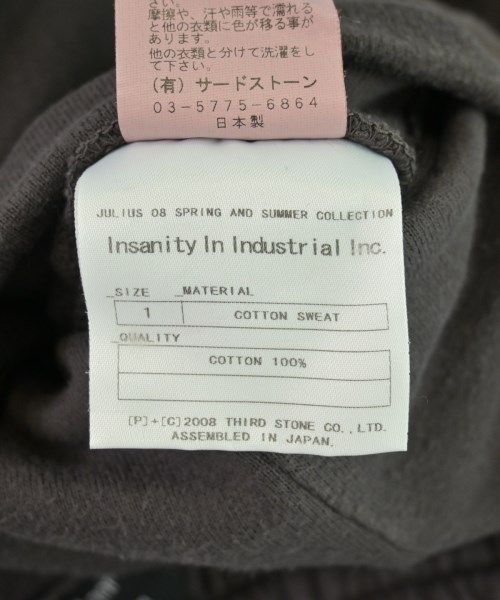 さい。
摩擦や、汗や雨等で濡れる
と他の衣類に色が移る事が
あります。
他の衣類と分けて洗濯をし
て下さい。
(有) サードストーン
03-5775-6864
日本製
JULIUS 08 SPRING AND SUMMER COLLECTION
Insanity In Industrial Inc.
_SIZE _MATERIAL
1 COTTON SWEAT
_QUALITY
COTTON 100%
[P]+[C]2008 THIRD STONE CO.,LTD.
ASSEMBLED IN JAPAN.